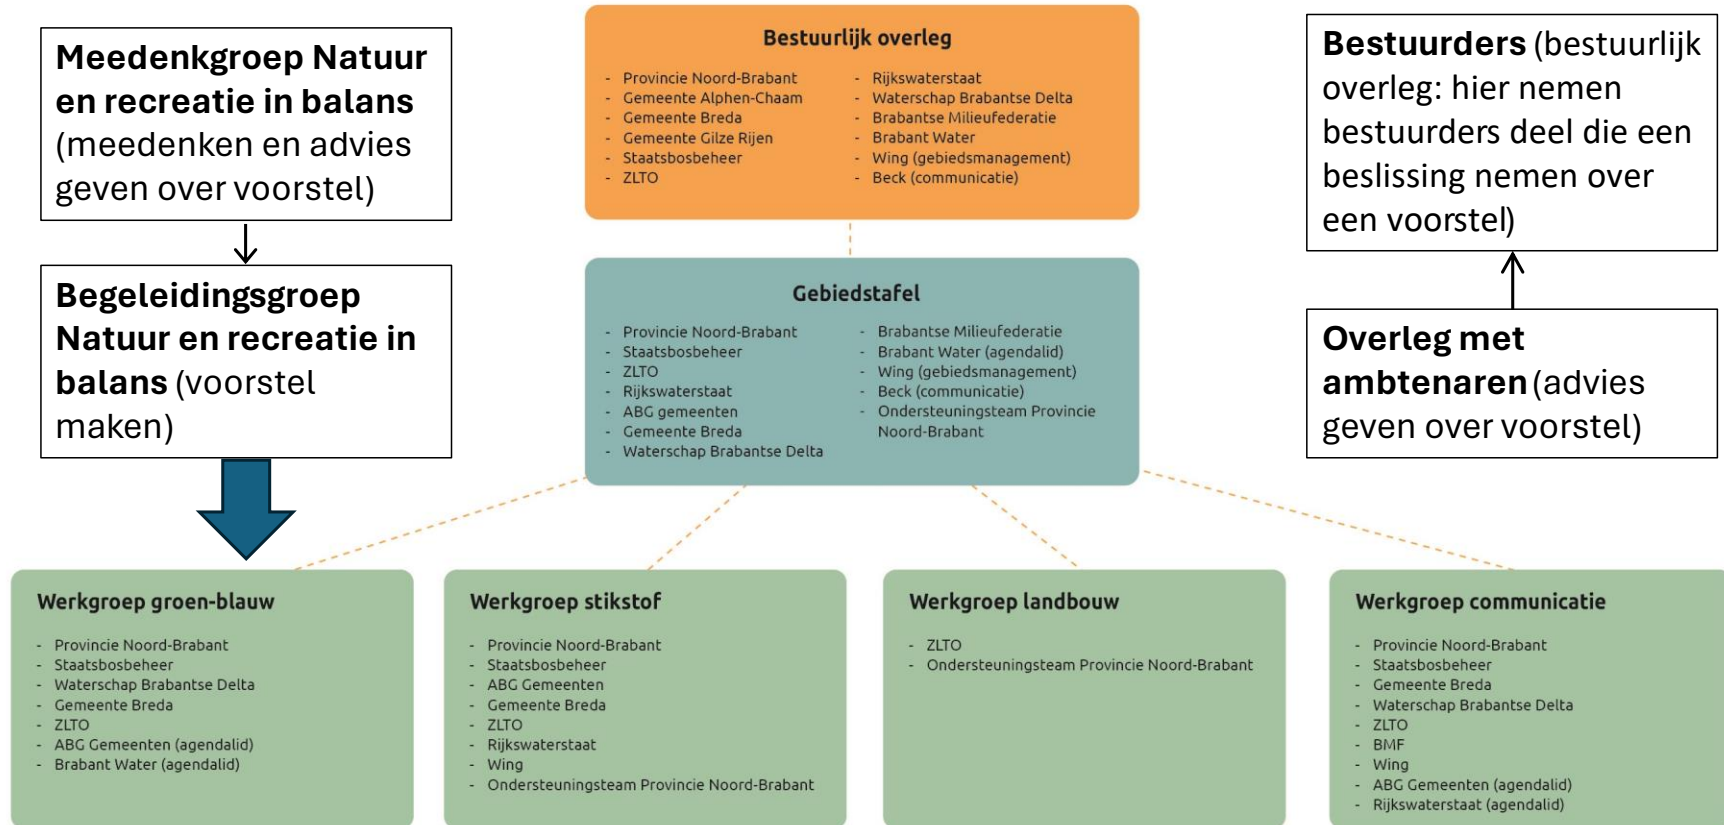 Meedenkgroep Natuur
en recreatie in balans
(meedenken en advies
geven over voorstel)
Begeleidingsgroep
Natuur en recreatie in
balans (voorstel
maken)
Bestuurlijk overleg
- Provincie Noord-Brabant
- Gemeente Alphen-Chaam
- Gemeente Breda
- Gemeente Gilze Rijen
- Staatsbosbeheer
- ZLTO
- Rijkswaterstaat
- Waterschap Brabantse Delta
- Brabantse Milieufederatie
- Brabant Water
- Wing (gebiedsmanagement)
- Beck (communicatie)
Gebiedstafel
- Provincie Noord-Brabant
- Staatsbosbeheer
- ZLTO
- Rijkswaterstaat
- ABG gemeenten
- Gemeente Breda
- Waterschap Brabantse Delta
- Brabantse Milieufederatie
- Brabant Water (agendalid)
- Wing (gebiedsmanagement)
- Beck (communicatie)
- Ondersteuningsteam Provincie
Noord-Brabant
Bestuurders (bestuurlijk
overleg: hier nemen
bestuurders deel die een
beslissing nemen over
een voorstel)
Overleg met
ambtenaren (advies
geven over voorstel)
Werkgroep groen-blauw
- Provincie Noord-Brabant
- Staatsbosbeheer
- Waterschap Brabantse Delta
- Gemeente Breda
- ZLTO
- ABG Gemeenten (agendalid)
- Brabant Water (agendalid)
Werkgroep stikstof
- Provincie Noord-Brabant
- Staatsbosbeheer
- ABG Gemeenten
- Gemeente Breda
- ZLTO
- Rijkswaterstaat
- Wing
- Ondersteuningsteam Provincie Noord-Brabant
Werkgroep landbouw
- ZLTO
- Ondersteuningsteam Provincie Noord-Brabant
Werkgroep communicatie
- Provincie Noord-Brabant
- Staatsbosbeheer
- Gemeente Breda
- Waterschap Brabantse Delta
- ZLTO
- BMF
- Wing
- ABG Gemeenten (agendalid)
- Rijkswaterstaat (agendalid)